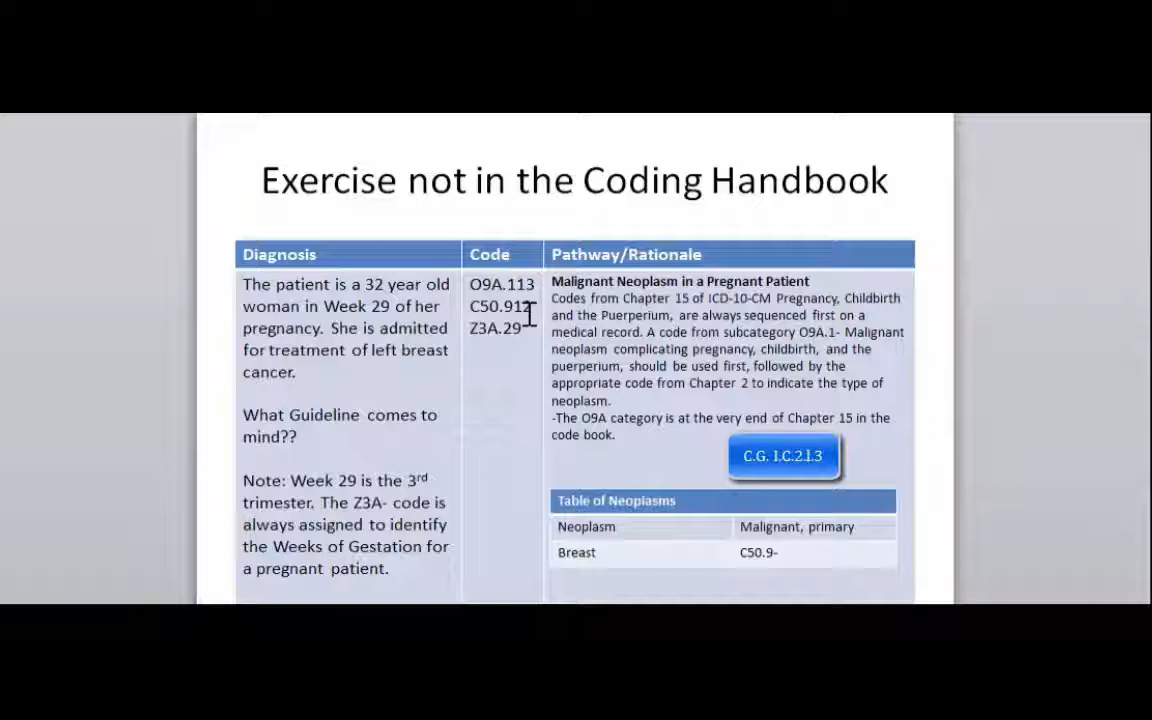 Exercise not in the Coding Handbook
Diagnosis
Code
Pathway/Rationale
The patient is a 32 year old
woman in Week 29 of her
pregnancy. She is admitted
for treatment of left breast
cancer.
What Guideline comes to
mind??
Note: Week 29 is the 3rd
trimester. The Z3A- code is
always assigned to identify
the Weeks of Gestation for
a pregnant patient.
O9A.113
C50.912
Z3A.29
Malignant Neoplasm in a Pregnant Patient
Codes from Chapter 15 of ICD-10-CM Pregnancy, Childbirth
and the Puerperium, are always sequenced first on a
medical record. A code from subcategory O9A.1- Malignant
neoplasm complicating pregnancy, childbirth, and the
puerperium, should be used first, followed by the
appropriate code from Chapter 2 to indicate the type of
neoplasm.
-The O9A category is at the very end of Chapter 15 in the
code book.
C.G. I.C.2.l.3
Table of Neoplasms
Neoplasm
Malignant, primary
Breast
C50.9-